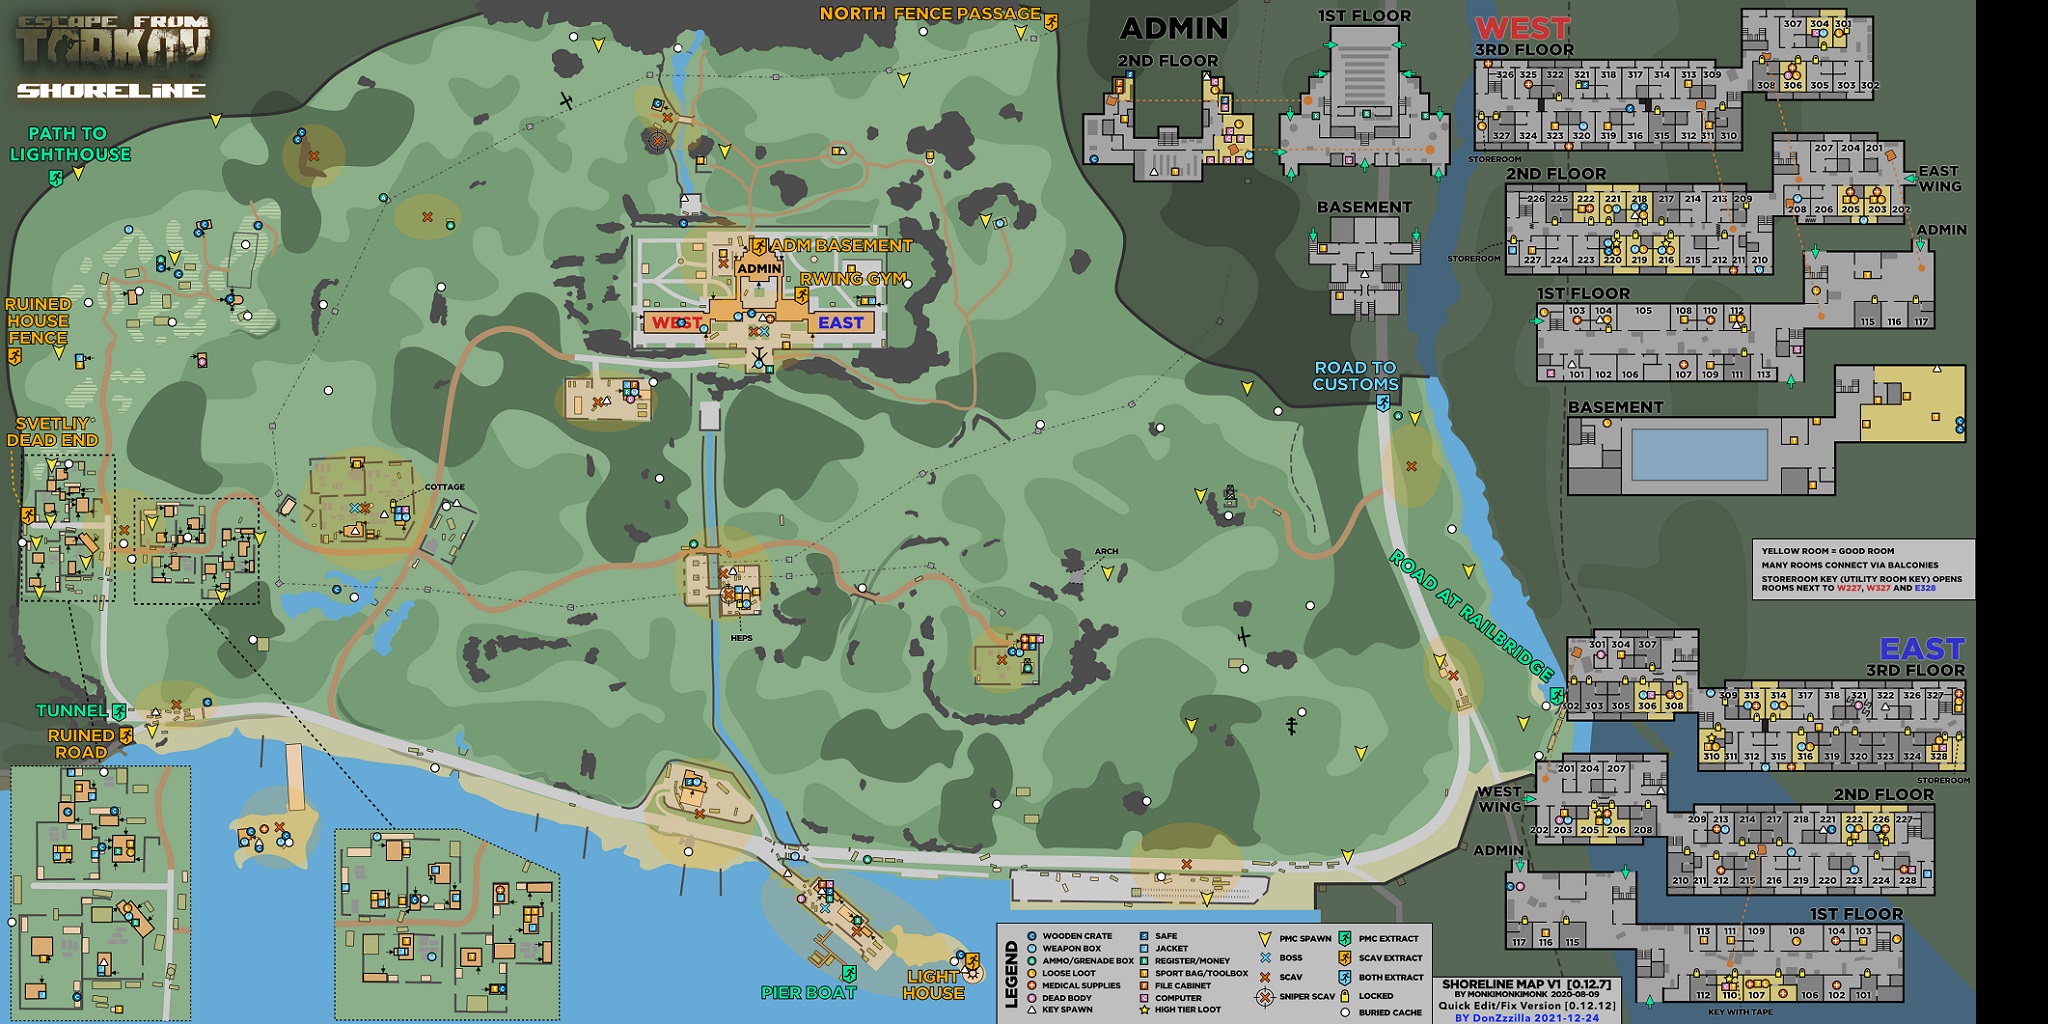 ESCAPE FROM
TARKOV
SHORELINE
NORTH FENCE PASSAGE
PATH TO
LIGHTHOUSE
RUINED
HOUSE
FENCE
SVETLIY
DEAD END
ADM BASEMENT
ADMIN
RWING GYM
WEST
EAST
COTTAGE
HEPS
ARCH
ROAD TO
CUSTOMS
ROAD AT RAILBRIDGE
TUNNEL
RUINED
ROAD
PIER BOAT
LIGHT
HOUSE
ADMIN
2ND FLOOR
1ST FLOOR
BASEMENT
WEST
3RD FLOOR
307 304 301
308 306 305 303 302
326 325 322 321 318 317 314 313 309
327 324 323 320 319 316 315 312 311 310
STOREROOM
2ND FLOOR
207 204 201
208 206 205 203 202
EAST
WING
226 225 222 221 218 217 214 213 209
227 224 223 220 219 216 215 212 211 210
STOREROOM
ADMIN
1ST FLOOR
103 104 105 108 110 112
101 102 106 107 109 111 113
115 116 117
BASEMENT
YELLOW ROOM = GOOD ROOM
MANY ROOMS CONNECT VIA BALCONIES
STOREROOM KEY (UTILITY ROOM KEY) OPENS
ROOMS NEXT TO W227, W327 AND E328
EAST
3RD FLOOR
301 304 307
302 303 305 306 308
309 313 314 317 318 321 322 326 327
310 311 312 315 316 319 320 323 324 328
STOREROOM
2ND FLOOR
201 204 207
WEST
WING
202 203 205 206 208
209 213 214 217 218 221 222 226 227
210 211 212 215 216 219 220 223 224 228
ADMIN
1ST FLOOR
117 116 115
113 111 109 108 104 103
112 110 107 106 102 101
KEY WITH TAPE
LEGEND
WOODEN CRATE
WEAPON BOX
AMMO/GRENADE BOX
LOOSE LOOT
MEDICAL SUPPLIES
DEAD BODY
KEY SPAWN
SAFE
JACKET
REGISTER/MONEY
SPORT BAG/TOOLBOX
FILE CABINET
COMPUTER
HIGH TIER LOOT
PMC SPAWN
BOSS
SCAV
SNIPER SCAV
PMC EXTRACT
SCAV EXTRACT
BOTH EXTRACT
LOCKED
BURIED CACHE
SHORELINE MAP V1 [0.12.7]
BY MONKIMONKIMONK 2020-08-09
Quick Edit/Fix Version [0.12.12]
BY DonZzzilla 2021-12-24